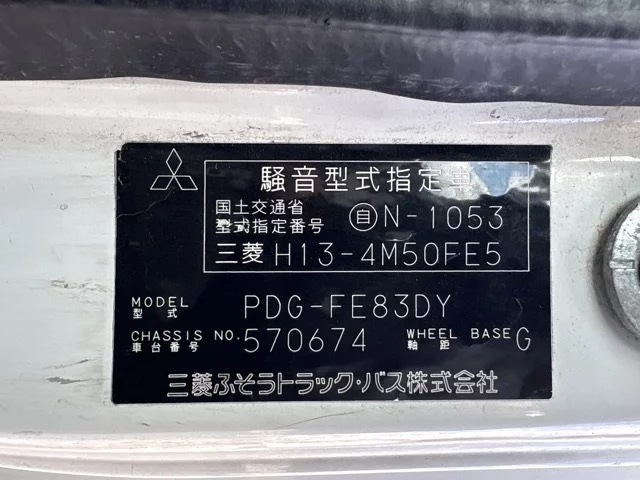 騒音型式指定車
国土交通省
型式指定番号 自N-1053
三菱 H13-4M50FE5
MODEL
型式 PDG-FE83DY
CHASSIS NO. 570674 WHEEL BASE G
車台番号 軸距
三菱ふそうトラック・バス株式会社